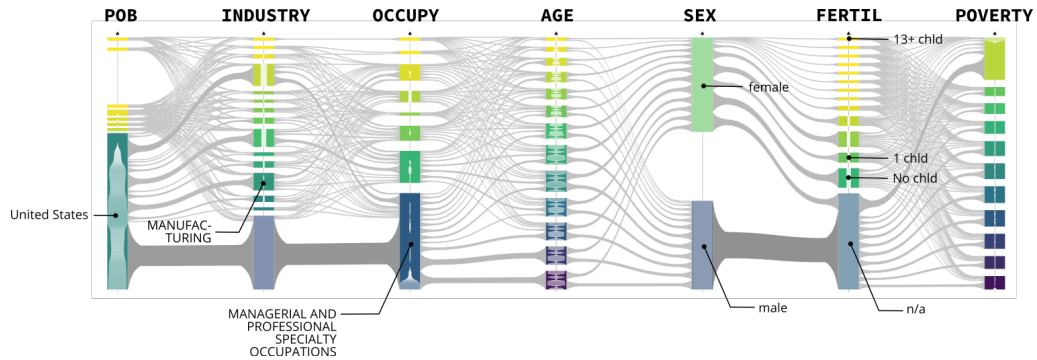 POB INDUSTRY OCCUPY AGE SEX FERTIL POVERTY
13+ chld
female
1 chld
No chld
United States
MANUFAC-
TURING
male
n/a
MANAGERIAL AND
PROFESSIONAL
SPECIALTY
OCCUPATIONS